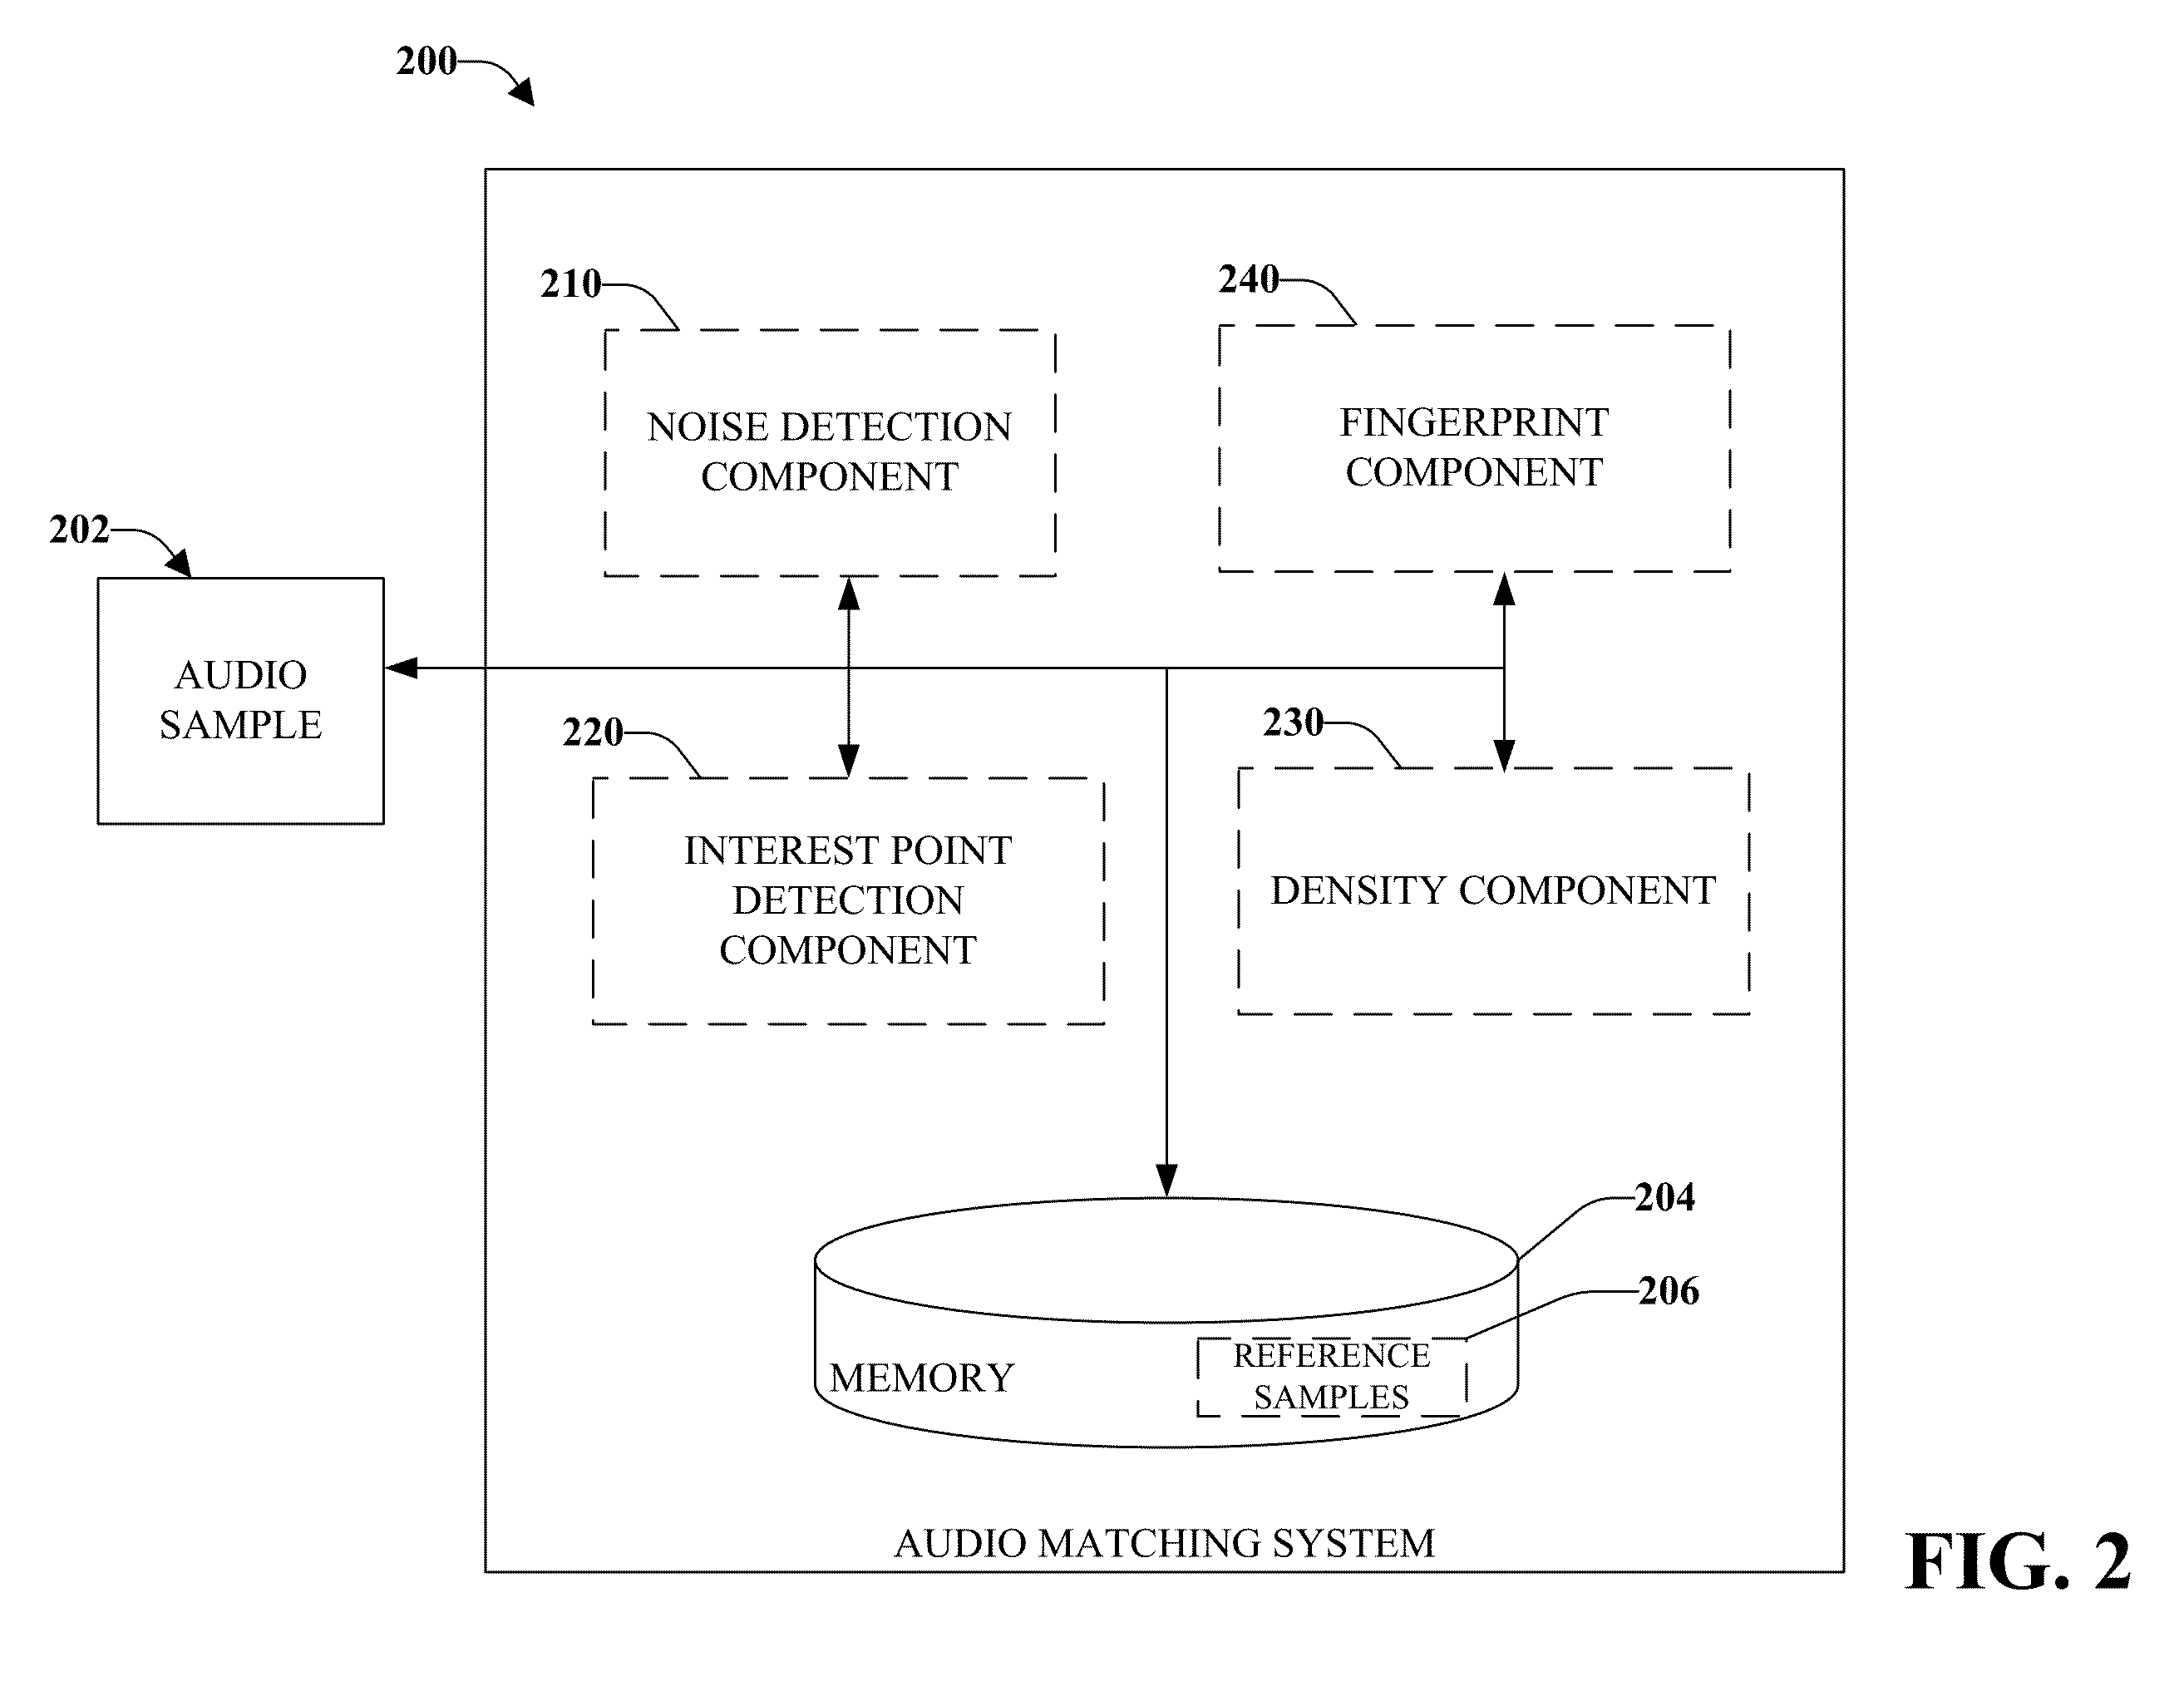 200
210
240
NOISE DETECTION
COMPONENT
FINGERPRINT
COMPONENT
202
AUDIO
SAMPLE
220
230
INTEREST POINT
DETECTION
COMPONENT
DENSITY COMPONENT
204
206
MEMORY
REFERENCE
SAMPLES
AUDIO MATCHING SYSTEM
FIG. 2